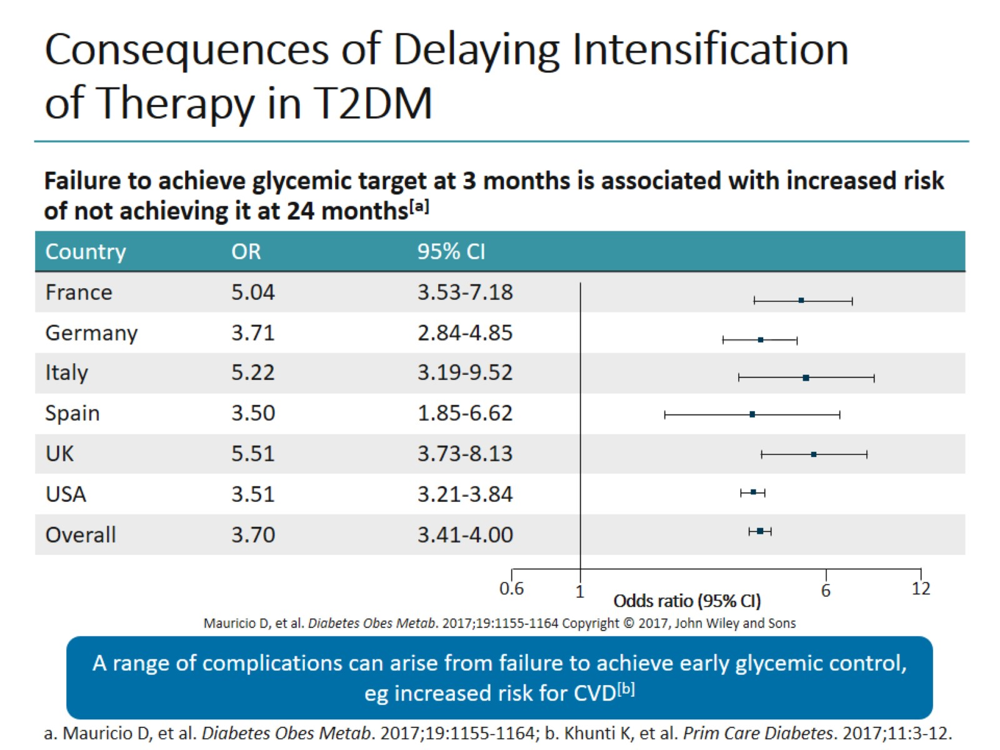 Consequences of Delaying Intensification
of Therapy in T2DM
Failure to achieve glycemic target at 3 months is associated with increased risk
of not achieving it at 24 months[a]
Country OR 95% CI
France 5.04 3.53-7.18
Germany 3.71 2.84-4.85
Italy 5.22 3.19-9.52
Spain 3.50 1.85-6.62
UK 5.51 3.73-8.13
USA 3.51 3.21-3.84
Overall 3.70 3.41-4.00
0.6 1 6 12
Odds ratio (95% CI)
Mauricio D, et al. Diabetes Obes Metab. 2017;19:1155-1164 Copyright © 2017, John Wiley and Sons
A range of complications can arise from failure to achieve early glycemic control,
eg increased risk for CVD[b]
a. Mauricio D, et al. Diabetes Obes Metab. 2017;19:1155-1164; b. Khunti K, et al. Prim Care Diabetes. 2017;11:3-12.